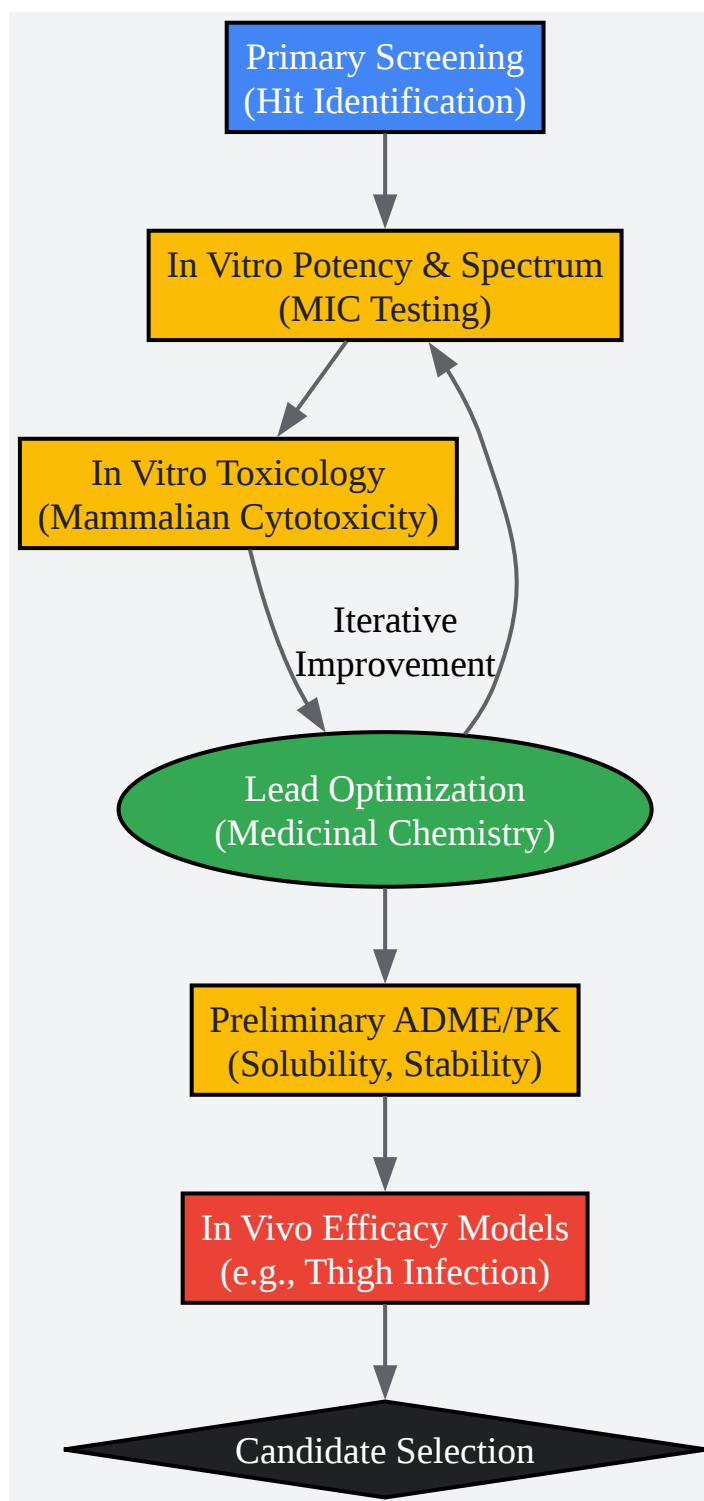 Primary Screening
(Hit Identification)
In Vitro Potency & Spectrum
(MIC Testing)
In Vitro Toxicology
(Mammalian Cytotoxicity)
Iterative
Improvement
Lead Optimization
(Medicinal Chemistry)
Preliminary ADME/PK
(Solubility, Stability)
In Vivo Efficacy Models
(e.g., Thigh Infection)
Candidate Selection